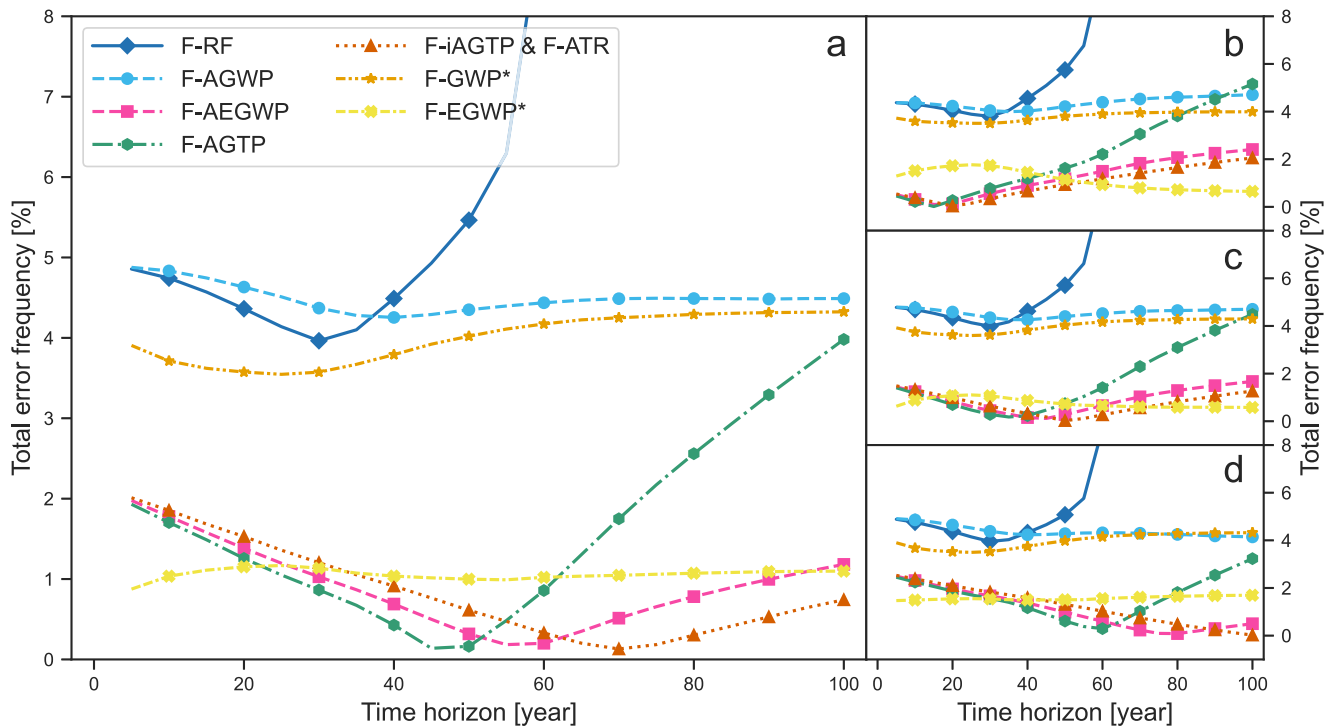 a
F-RF
F-AGWP
F-AEGWP
F-AGTP
F-iAGTP & F-ATR
F-GWP*
F-EGWP*
Total error frequency [%]
8
7
6
5
4
3
2
1
0
0
20
40
60
80
100
Time horizon [year]
b
8
6
4
2
0
c
8
6
4
2
0
d
8
6
4
2
0
Total error frequency [%]
0
20
40
60
80
100
Time horizon [year]